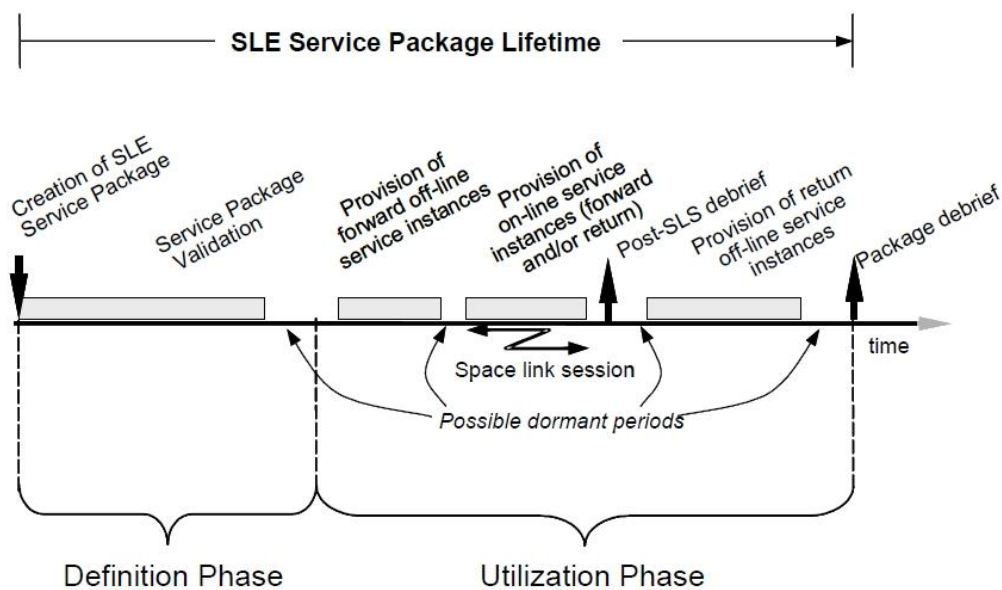 SLE Service Package Lifetime
Creation of SLE
Service Package
Service Package
Validation
Provision of
forward off-line
service instances
Provision of
on-line service
instances (forward
and/or return)
Post-SLS debrief
Provision of return
off-line service
instances
Package debrief
time
Space link session
Possible dormant periods
Definition Phase
Utilization Phase